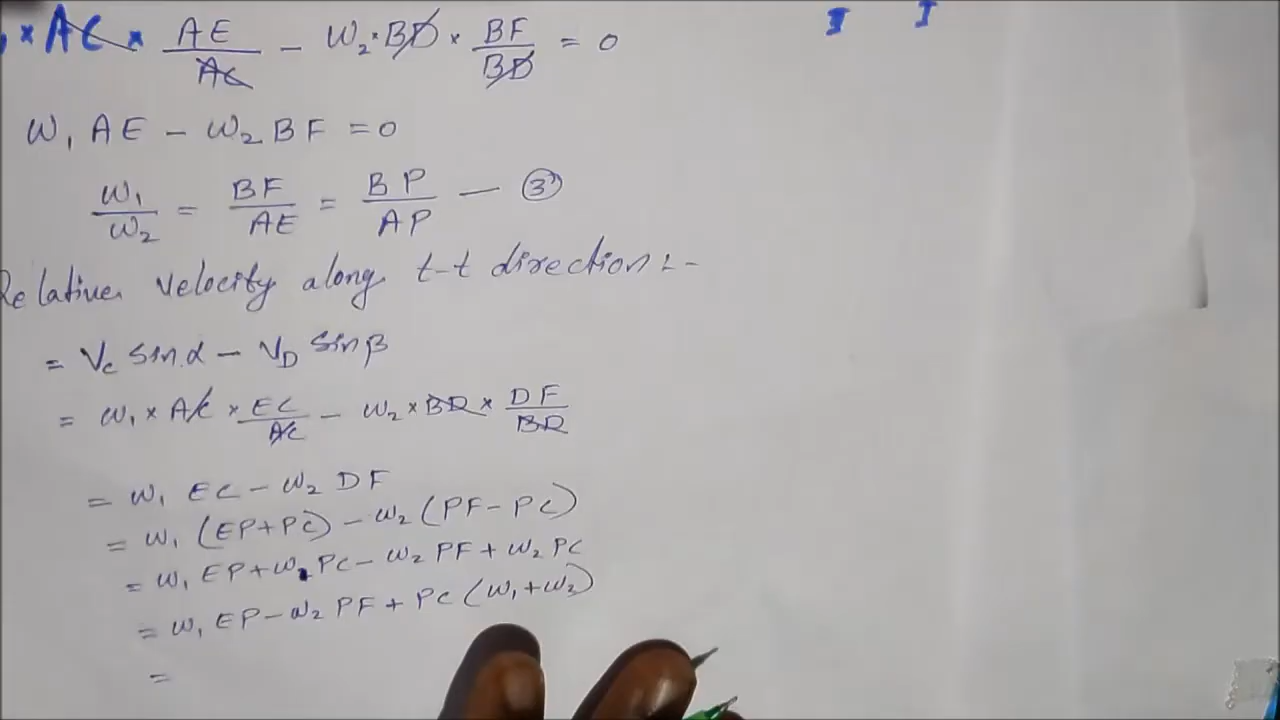 × AC × AE/AC − W₂ · BD × BF/BD = 0
W₁ AE − W₂ BF = 0
W₁/W₂ = BF/AE = BP/AP — ③
Relative velocity along t-t direction :-
= Vc sin α − VD sin β
= W₁ × AC × EC/AC − W₂ × BD × DF/BD
= W₁ EC − W₂ DF
= W₁ (EP + PC) − W₂ (PF − PC)
= W₁ EP + W₁ PC − W₂ PF + W₂ PC
= W₁ EP − W₂ PF + PC (W₁ + W₂)
=